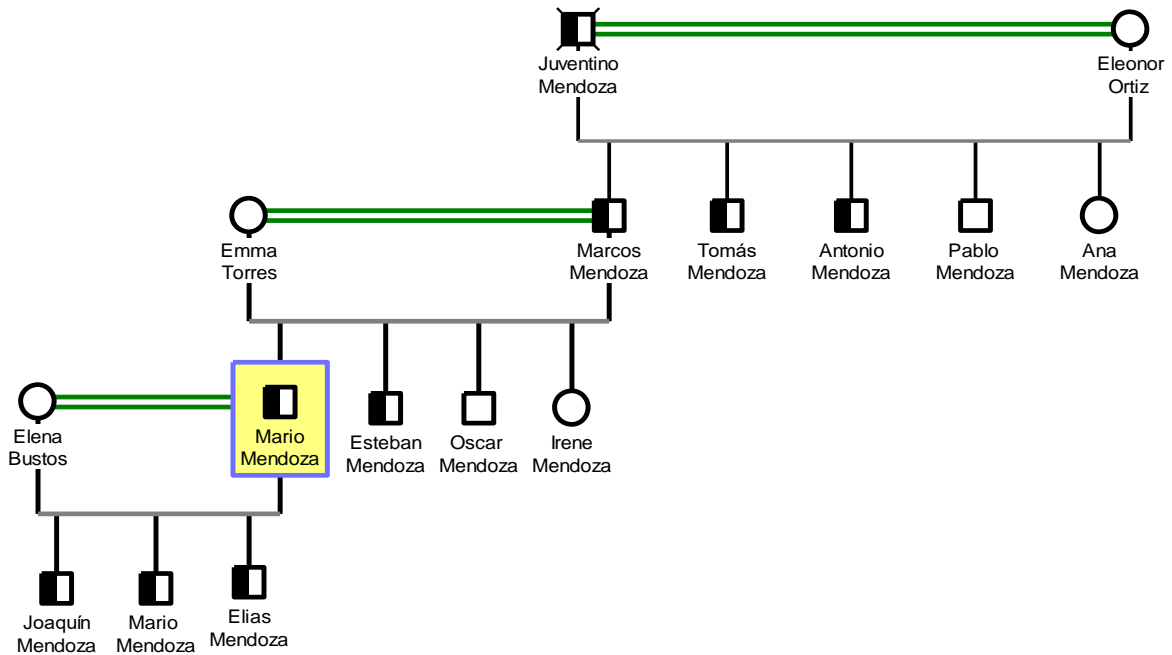 Juventino
Mendoza
Eleonor
Ortiz
Emma
Torres
Marcos
Mendoza
Tomás
Mendoza
Antonio
Mendoza
Pablo
Mendoza
Ana
Mendoza
Elena
Bustos
Mario
Mendoza
Esteban
Mendoza
Oscar
Mendoza
Irene
Mendoza
Joaquín
Mendoza
Mario
Mendoza
Elias
Mendoza